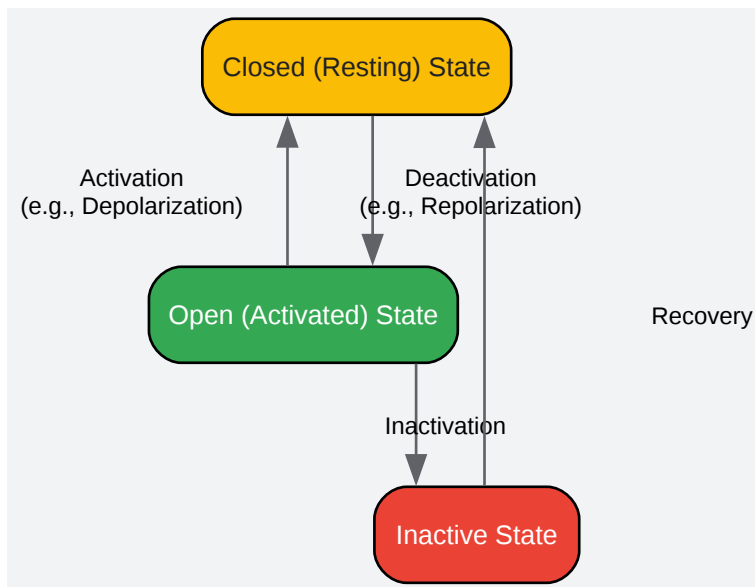 Closed (Resting) State
Activation
(e.g., Depolarization)
Deactivation
(e.g., Repolarization)
Open (Activated) State
Recovery
Inactivation
Inactive State